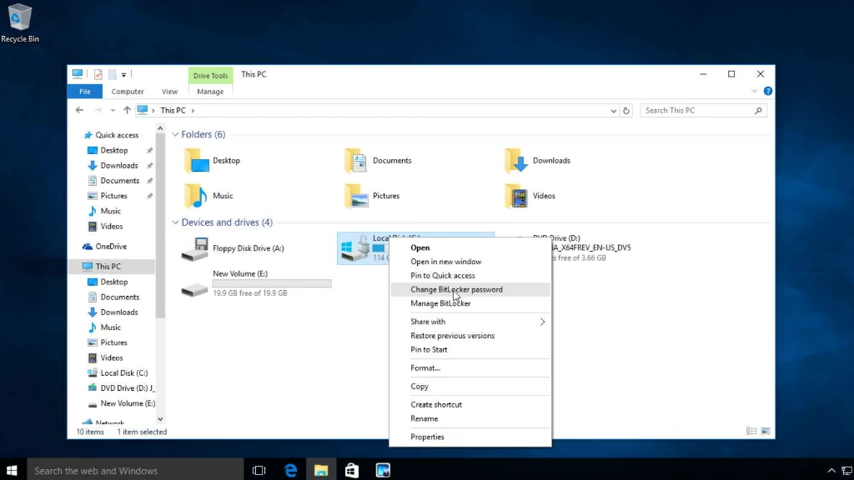 Recycle Bin
Drive Tools
This PC
File
Computer
View
Manage
This PC
Search This PC
Quick access
Desktop
Downloads
Documents
Pictures
Music
Videos
OneDrive
This PC
Desktop
Documents
Downloads
Music
Pictures
Videos
Local Disk (C:)
DVD Drive (D:) J_
New Volume (E:)
Network
Folders (6)
Desktop
Documents
Downloads
Music
Pictures
Videos
Devices and drives (4)
Floppy Disk Drive (A:)
Local Disk (C:)
114 G
DVD Drive (D:)
A_X64FREV_EN-US_DV5
es free of 3.66 GB
New Volume (E:)
19.9 GB free of 19.9 GB
Open
Open in new window
Pin to Quick access
Change BitLocker password
Manage BitLocker
Share with
Restore previous versions
Pin to Start
Format...
Copy
Create shortcut
Rename
Properties
10 items
1 item selected
Search the web and Windows